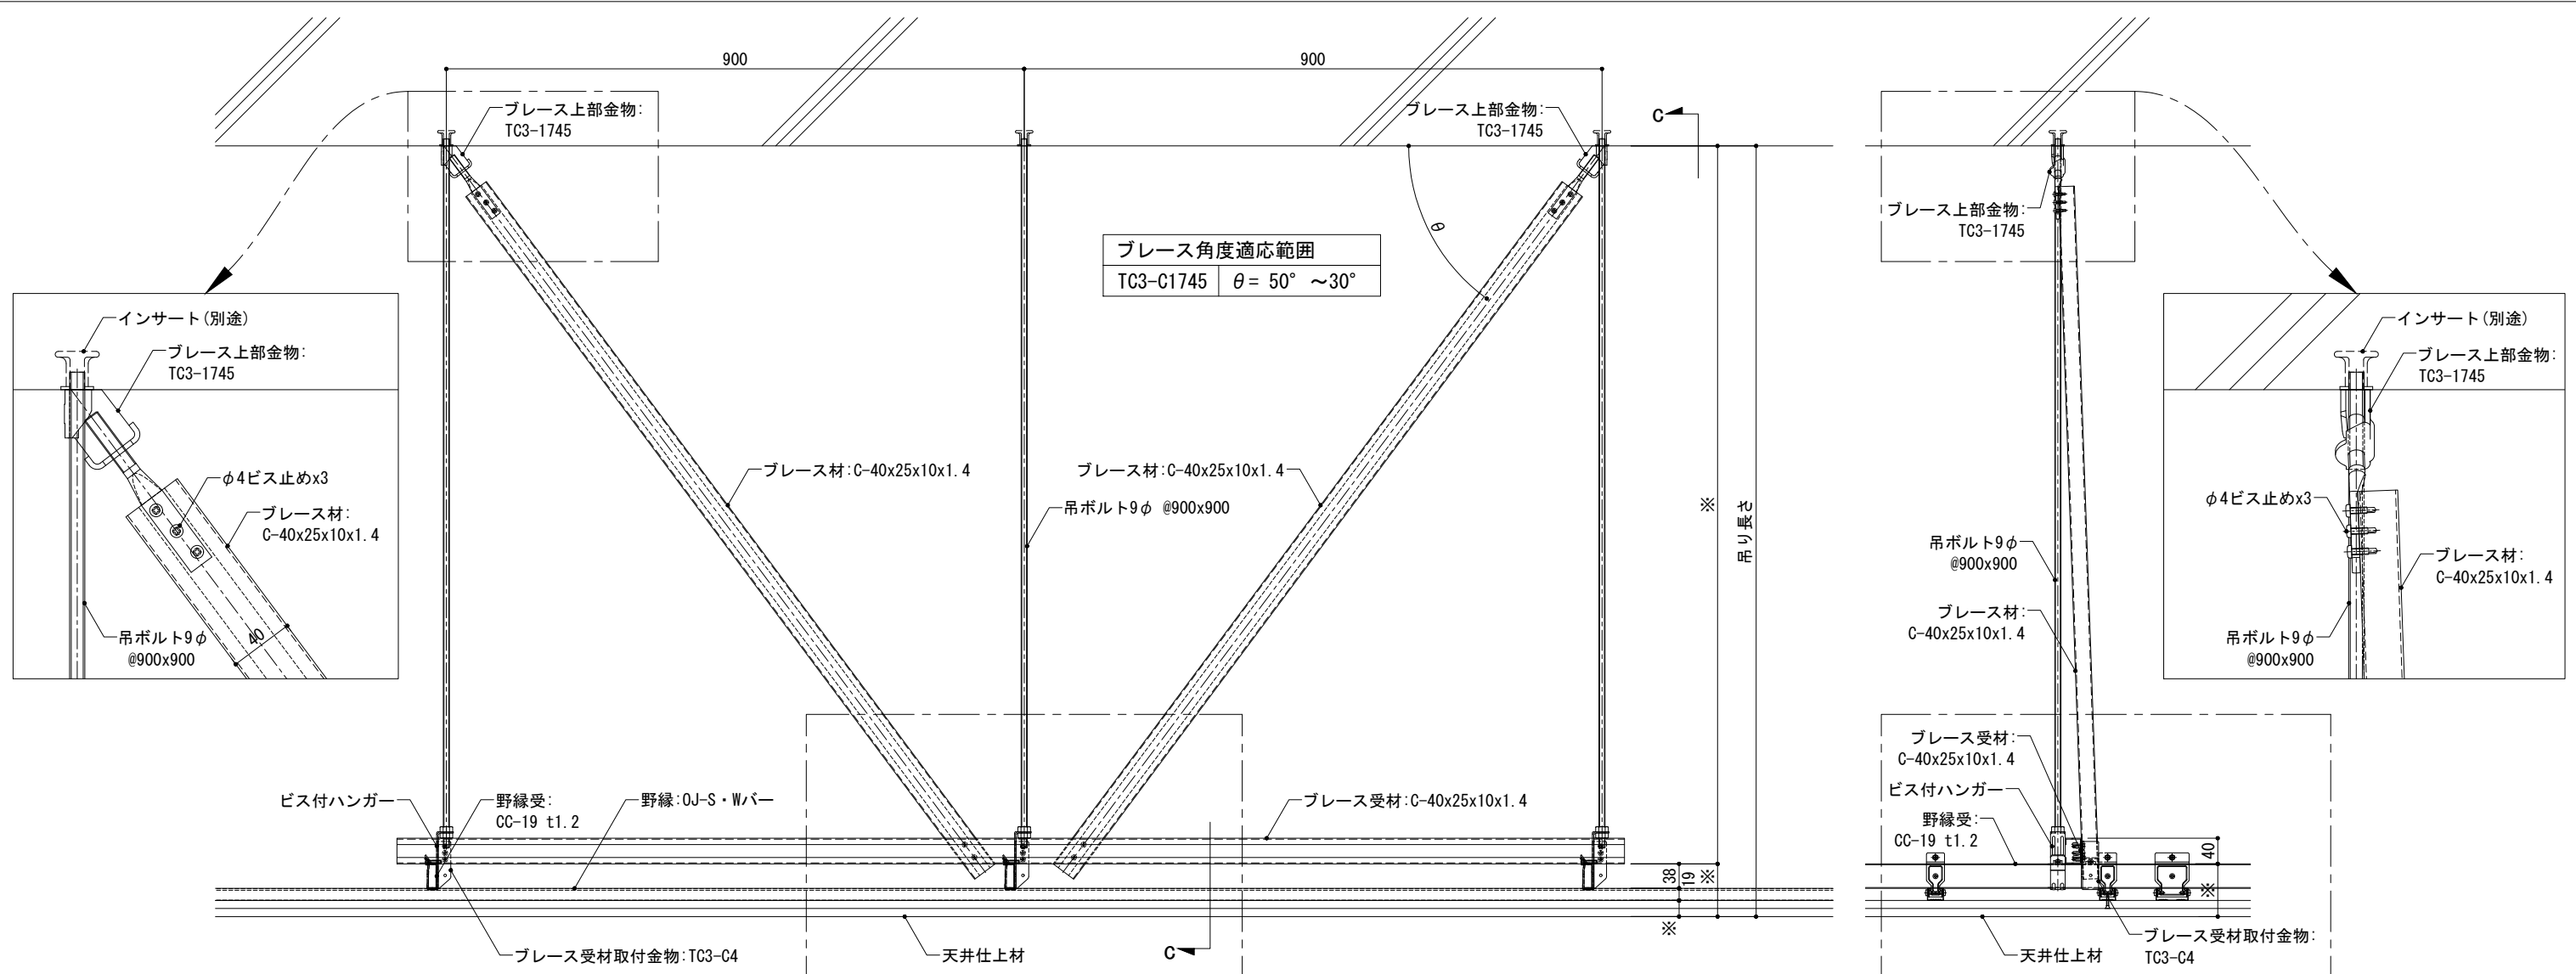 900
900
ブレース上部金物:
TC3-1745
ブレース上部金物:
TC3-1745
C
ブレース上部金物:
TC3-1745
θ
ブレース角度適応範囲
TC3-C1745
θ= 50° ～30°
インサート(別途)
ブレース上部金物:
TC3-1745
φ4ビス止めx3
ブレース材:
C-40x25x10x1.4
吊ボルト9φ
@900x900
40
ブレース材:C-40x25x10x1.4
ブレース材:C-40x25x10x1.4
吊ボルト9φ @900x900
※
吊り長さ
インサート(別途)
ブレース上部金物:
TC3-1745
φ4ビス止めx3
ブレース材:
C-40x25x10x1.4
吊ボルト9φ
@900x900
吊ボルト9φ
@900x900
ブレース材:
C-40x25x10x1.4
ビス付ハンガー
野縁受:
CC-19 t1.2
野縁:OJ-S・Wバー
ブレース受材:C-40x25x10x1.4
38
19
※
※
ブレース受材取付金物:TC3-C4
天井仕上材
C
ブレース受材:
C-40x25x10x1.4
ビス付ハンガー
野縁受:
CC-19 t1.2
40
※
天井仕上材
ブレース受材取付金物:
TC3-C4